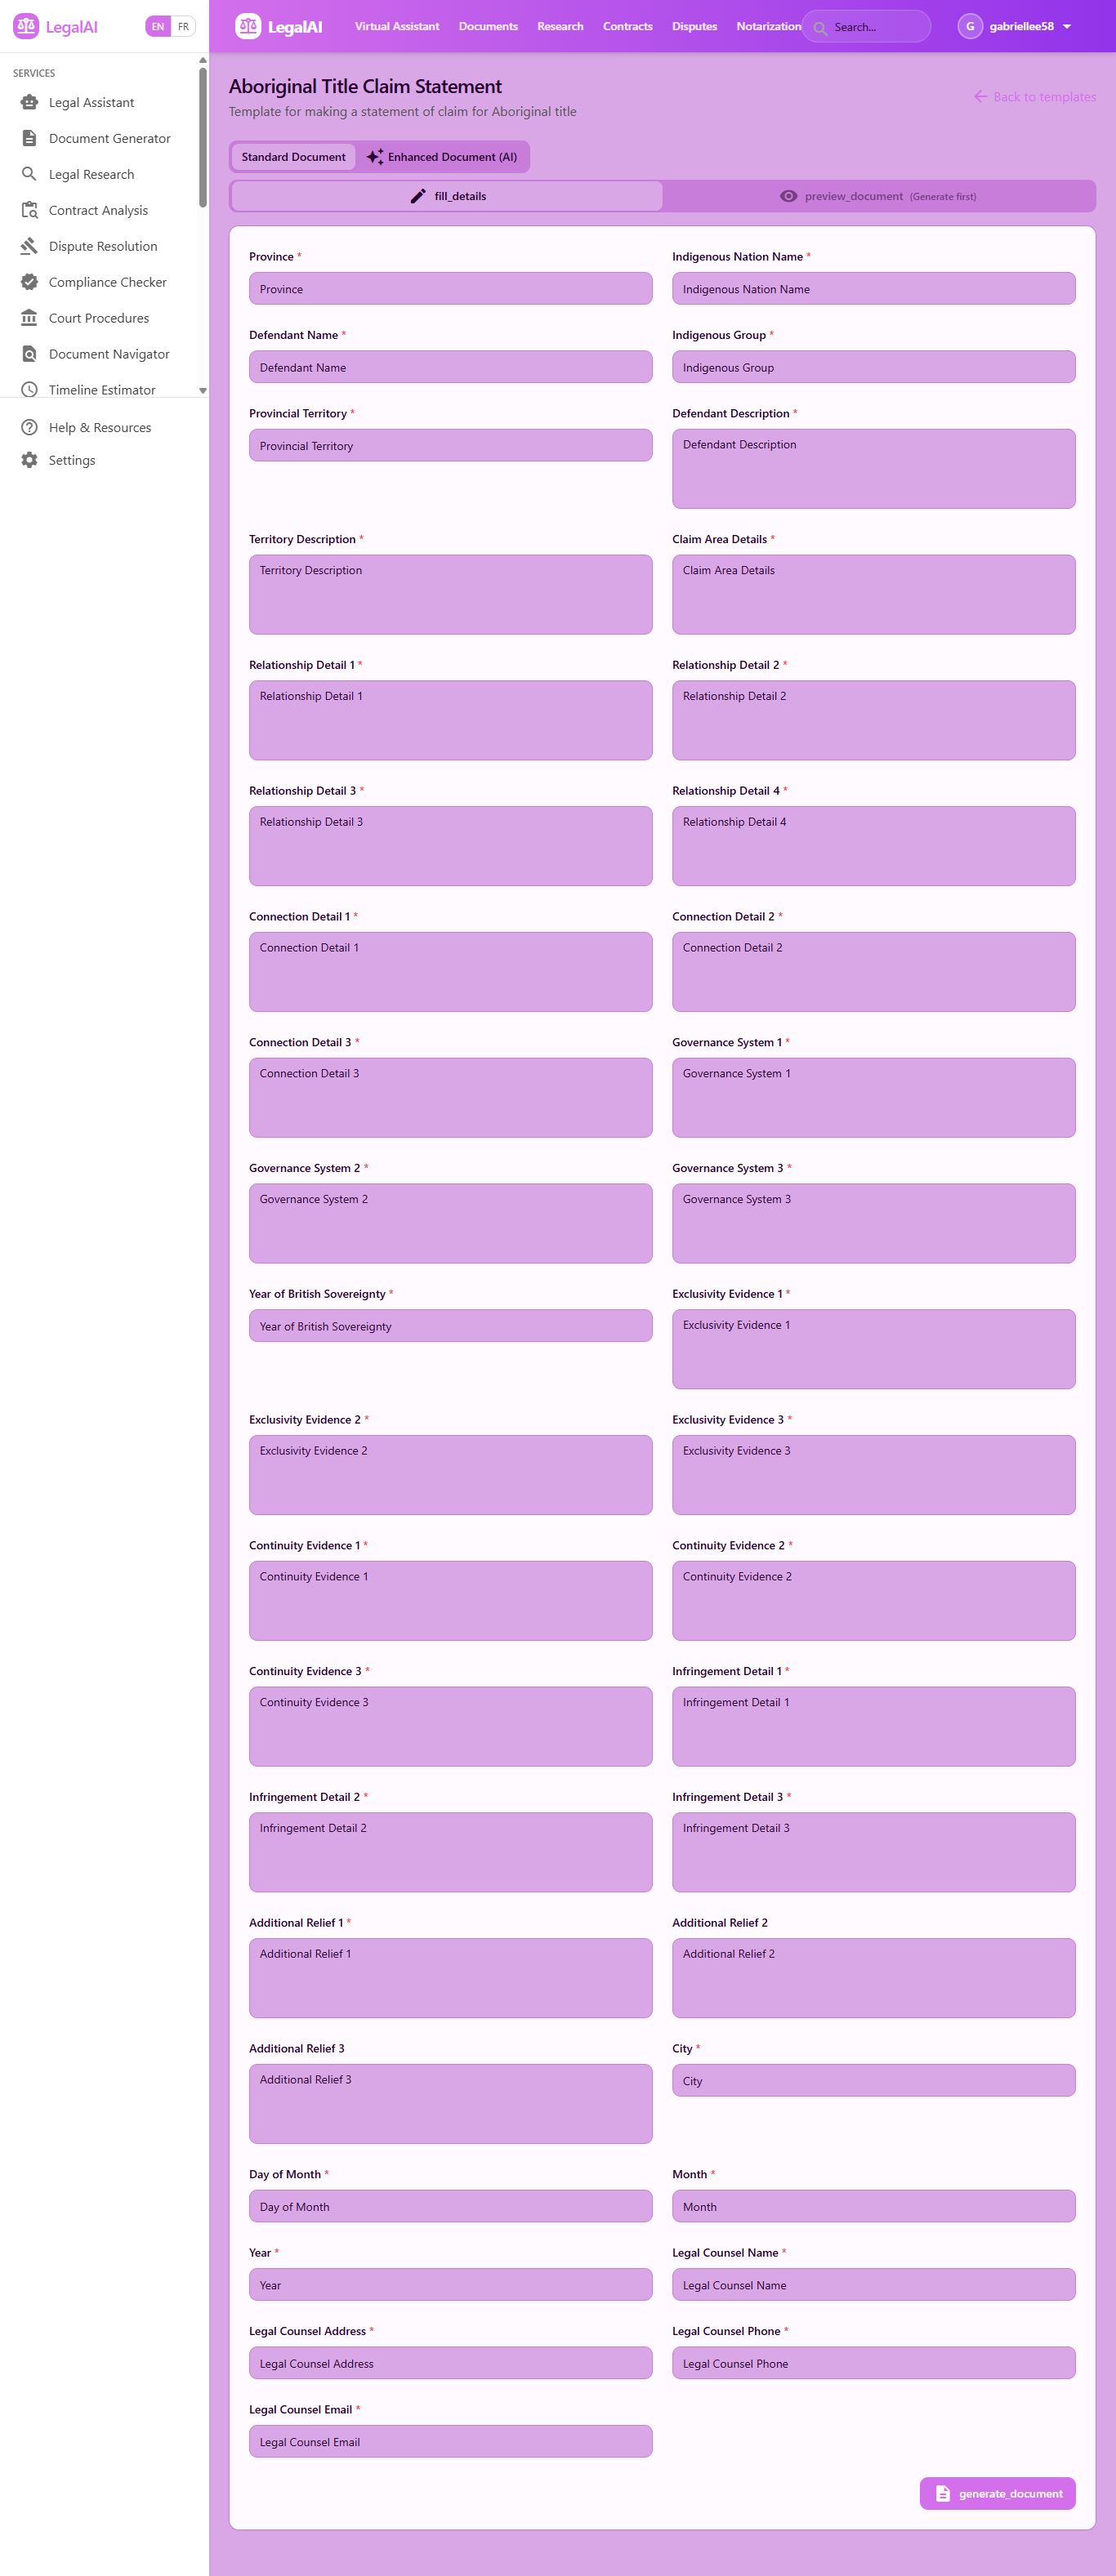 LegalAI
EN FR
LegalAI
Virtual Assistant Documents Research Contracts Disputes Notarization
Search...
G gabriellee58
SERVICES
Legal Assistant
Document Generator
Legal Research
Contract Analysis
Dispute Resolution
Compliance Checker
Court Procedures
Document Navigator
Timeline Estimator
Help & Resources
Settings
Aboriginal Title Claim Statement
Template for making a statement of claim for Aboriginal title
Back to templates
Standard Document Enhanced Document (AI)
fill_details preview_document (Generate first)
Province * Indigenous Nation Name *
Province Indigenous Nation Name
Defendant Name * Indigenous Group *
Defendant Name Indigenous Group
Provincial Territory * Defendant Description *
Provincial Territory Defendant Description
Territory Description * Claim Area Details *
Territory Description Claim Area Details
Relationship Detail 1 * Relationship Detail 2 *
Relationship Detail 1 Relationship Detail 2
Relationship Detail 3 * Relationship Detail 4 *
Relationship Detail 3 Relationship Detail 4
Connection Detail 1 * Connection Detail 2 *
Connection Detail 1 Connection Detail 2
Connection Detail 3 * Governance System 1 *
Connection Detail 3 Governance System 1
Governance System 2 * Governance System 3 *
Governance System 2 Governance System 3
Year of British Sovereignty * Exclusivity Evidence 1 *
Year of British Sovereignty Exclusivity Evidence 1
Exclusivity Evidence 2 * Exclusivity Evidence 3 *
Exclusivity Evidence 2 Exclusivity Evidence 3
Continuity Evidence 1 * Continuity Evidence 2 *
Continuity Evidence 1 Continuity Evidence 2
Continuity Evidence 3 * Infringement Detail 1 *
Continuity Evidence 3 Infringement Detail 1
Infringement Detail 2 * Infringement Detail 3 *
Infringement Detail 2 Infringement Detail 3
Additional Relief 1 * Additional Relief 2
Additional Relief 1 Additional Relief 2
Additional Relief 3 City *
Additional Relief 3 City
Day of Month * Month *
Day of Month Month
Year * Legal Counsel Name *
Year Legal Counsel Name
Legal Counsel Address * Legal Counsel Phone *
Legal Counsel Address Legal Counsel Phone
Legal Counsel Email *
Legal Counsel Email
generate_document